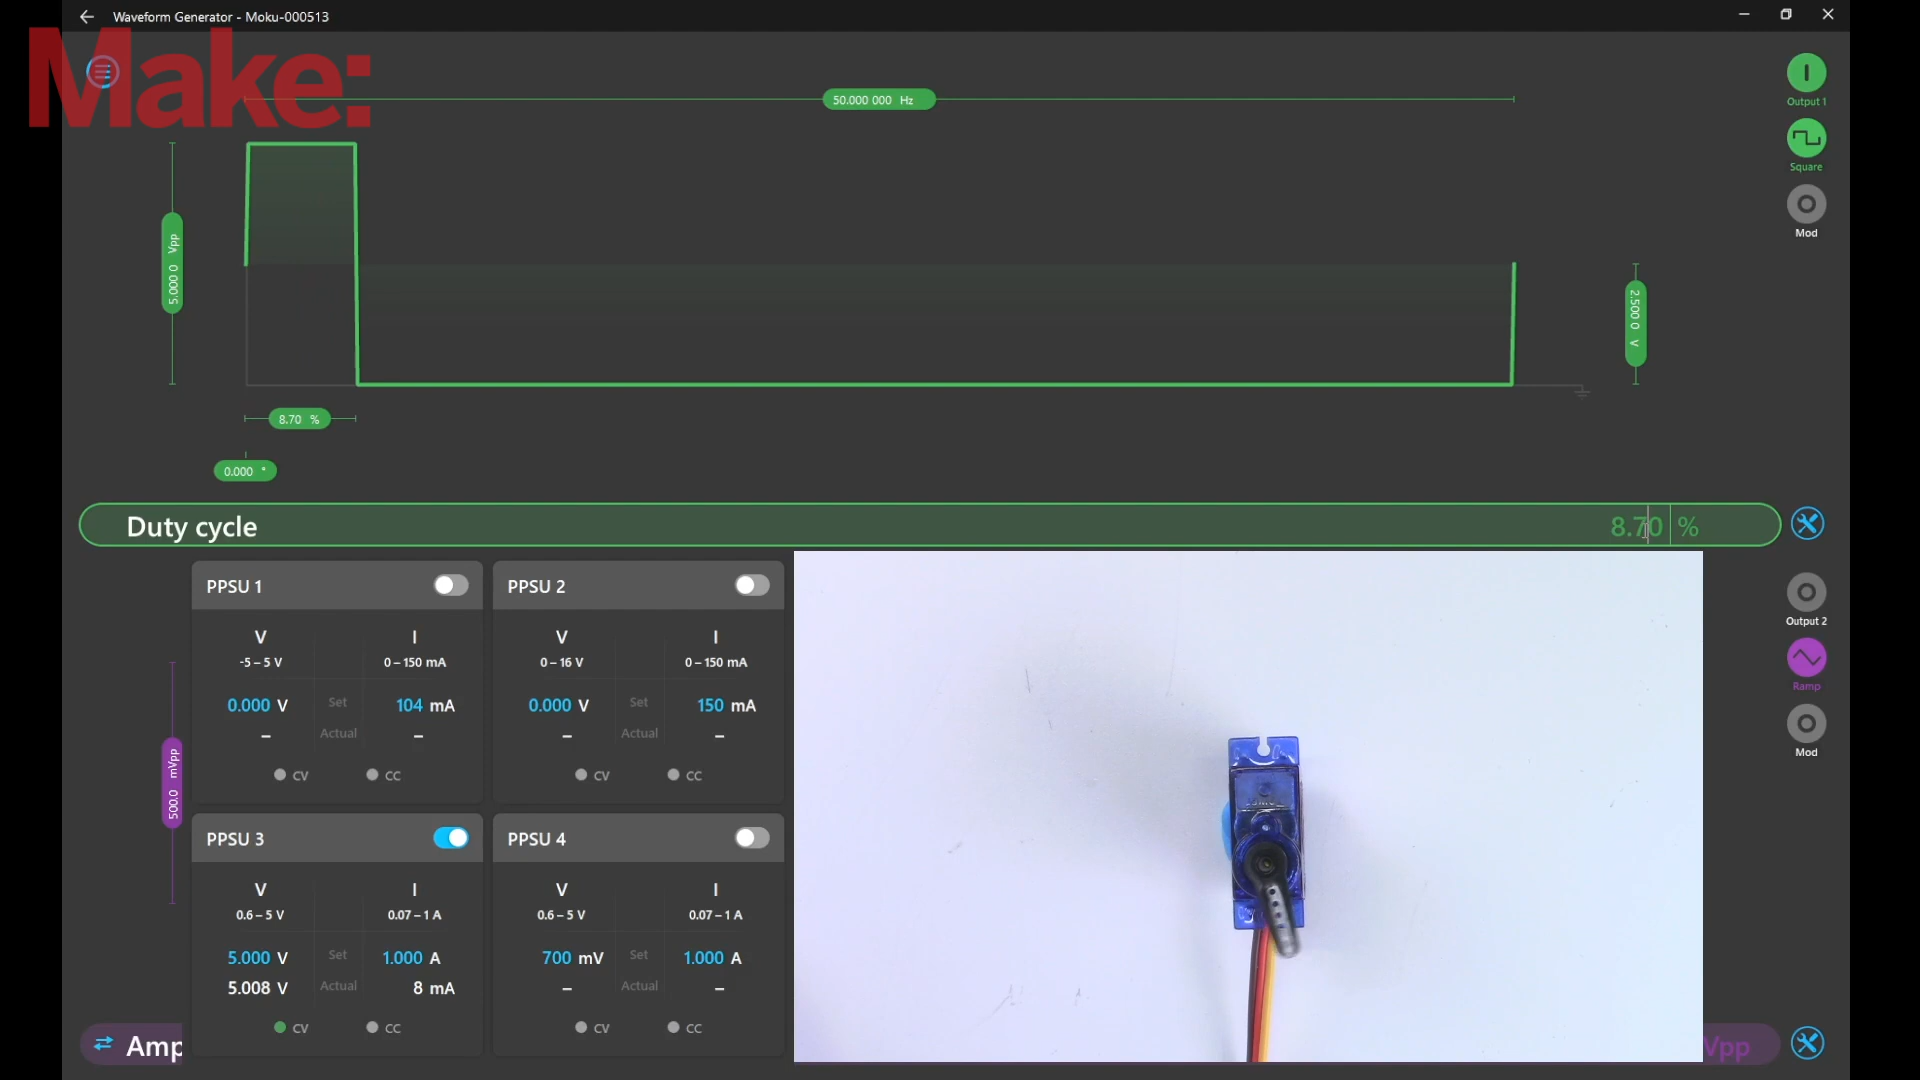 Waveform Generator - Moku-000513
Make:
50.000 000 Hz
Output 1
Square
Mod
5.000 0 Vpp
2.500 0 V
8.70 %
0.000 °
Duty cycle
8.70 %
PPSU 1
V I
-5 – 5 V 0 – 150 mA
0.000 V Set 104 mA
– Actual –
CV CC
PPSU 2
V I
0 – 16 V 0 – 150 mA
0.000 V Set 150 mA
– Actual –
CV CC
Output 2
Ramp
Mod
500.0 mVpp
PPSU 3
V I
0.6 – 5 V 0.07 – 1 A
5.000 V Set 1.000 A
5.008 V Actual 8 mA
CV CC
PPSU 4
V I
0.6 – 5 V 0.07 – 1 A
700 mV Set 1.000 A
– Actual –
CV CC
Amp
Vpp